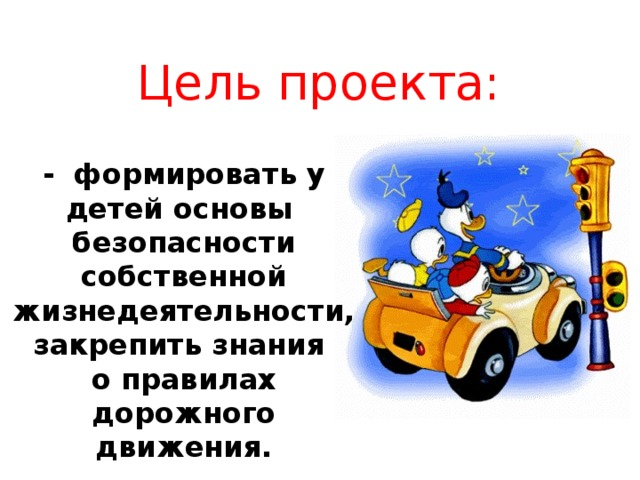 Цель проекта:
- формировать у
детей основы
безопасности
собственной
жизнедеятельности,
закрепить знания
о правилах
дорожного
движения.